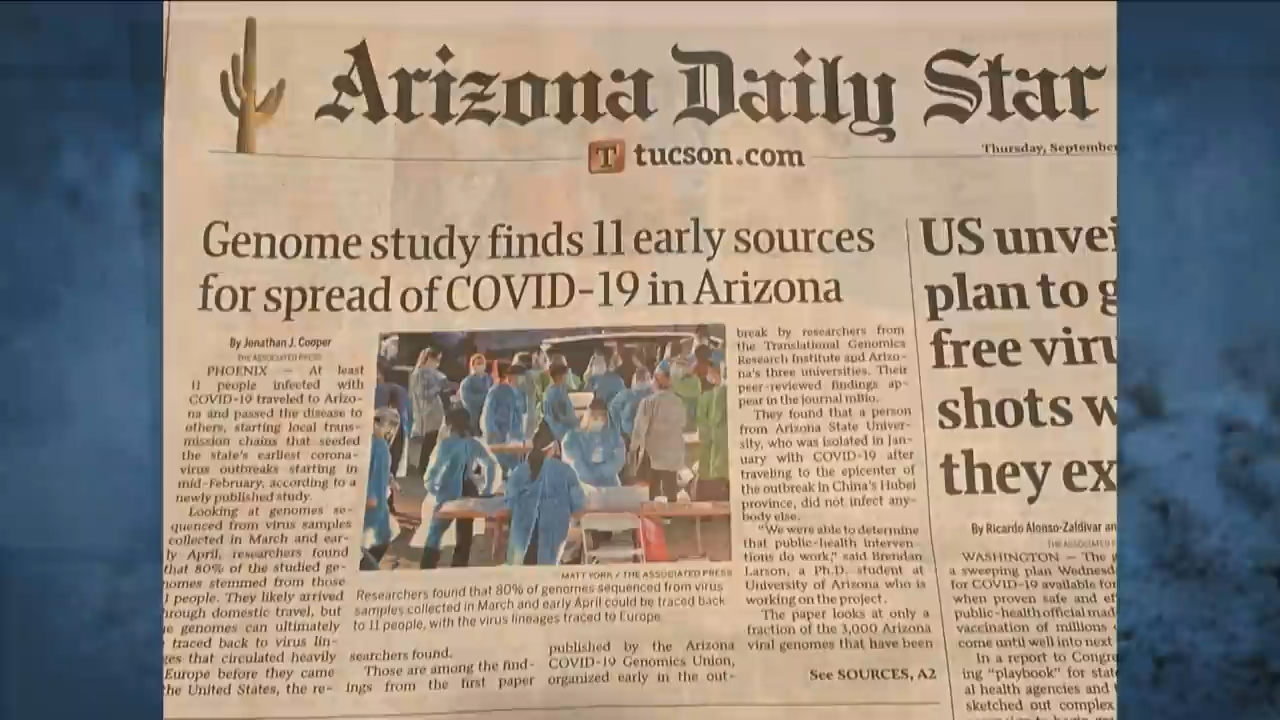 Arizona Daily Star
T tucson.com
Thursday, September
Genome study finds 11 early sources
for spread of COVID-19 in Arizona
By Jonathan J. Cooper
THE ASSOCIATED PRESS
PHOENIX — At least
11 people infected with
COVID-19 traveled to Arizo-
na and passed the disease to
others, starting local trans-
mission chains that seeded
the state's earliest corona-
virus outbreaks starting in
mid-February, according to a
newly published study.
Looking at genomes se-
quenced from virus samples
collected in March and ear-
ly April, researchers found
that 80% of the studied ge-
nomes stemmed from those
people. They likely arrived
through domestic travel, but
genomes can ultimately
traced back to virus lin-
that circulated heavily
Europe before they came
the United States, the re-
MATT YORK / THE ASSOCIATED PRESS
Researchers found that 80% of genomes sequenced from virus
samples collected in March and early April could be traced back
to 11 people, with the virus lineages traced to Europe.
searchers found.
Those are among the find-
ings from the first paper
published by the Arizona
COVID-19 Genomics Union,
organized early in the out-
break by researchers from
the Translational Genomics
Research Institute and Arizo-
na's three universities. Their
peer-reviewed findings ap-
pear in the journal mBio.
They found that a person
from Arizona State Univer-
sity, who was isolated in Jan-
uary with COVID-19 after
traveling to the epicenter of
the outbreak in China's Hubei
province, did not infect any-
body else.
"We were able to determine
that public-health interven-
tions do work," said Brendan
Larson, a Ph.D. student at
University of Arizona who is
working on the project.
The paper looks at only a
fraction of the 3,000 Arizona
viral genomes that have been
See SOURCES, A2
US unvei
plan to g
free viru
shots w
they ex
By Ricardo Alonso-Zaldivar an
THE ASSOCIATED
WASHINGTON — The
a sweeping plan Wednesd
for COVID-19 available for
when proven safe and ef
public-health official mad
vaccination of millions
come until well into next
In a report to Congre
ing "playbook" for stat
al health agencies and
sketched out complex